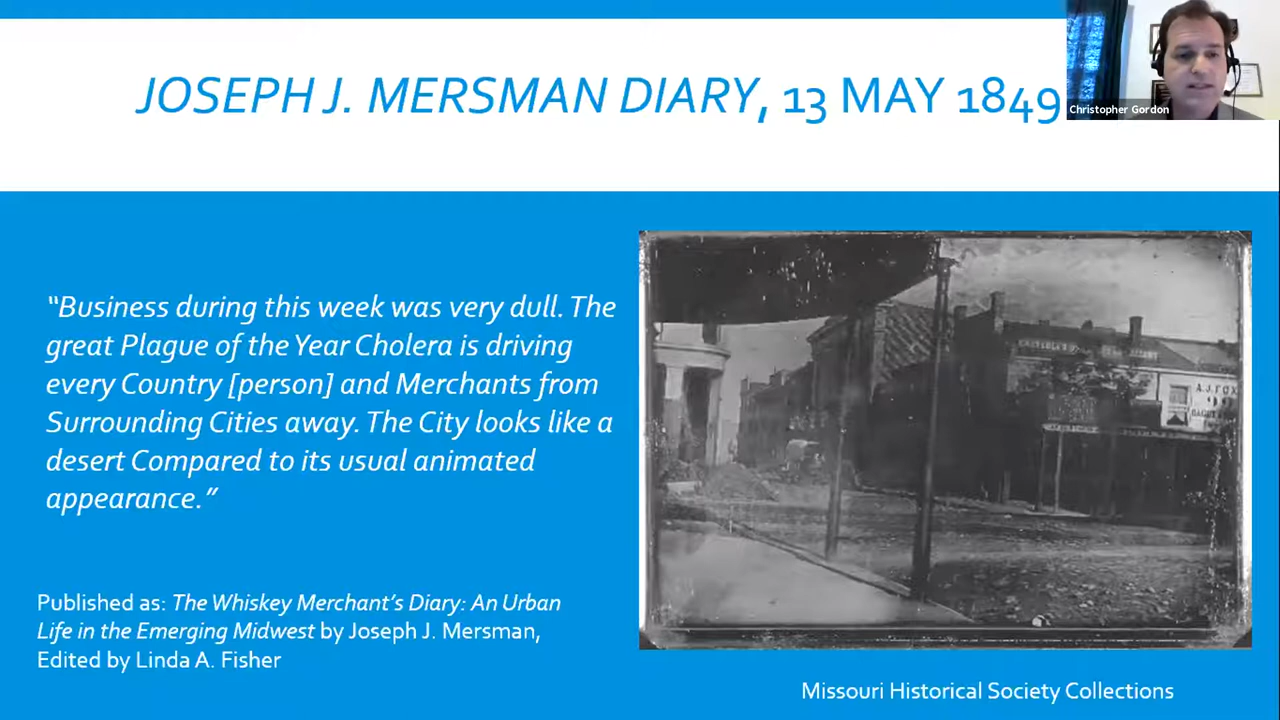 JOSEPH J. MERSMAN DIARY, 13 MAY 1849
Christopher Gordon
“Business during this week was very dull. The
great Plague of the Year Cholera is driving
every Country [person] and Merchants from
Surrounding Cities away. The City looks like a
desert Compared to its usual animated
appearance.”
A.J. FOX
Published as: The Whiskey Merchant’s Diary: An Urban
Life in the Emerging Midwest by Joseph J. Mersman,
Edited by Linda A. Fisher
Missouri Historical Society Collections